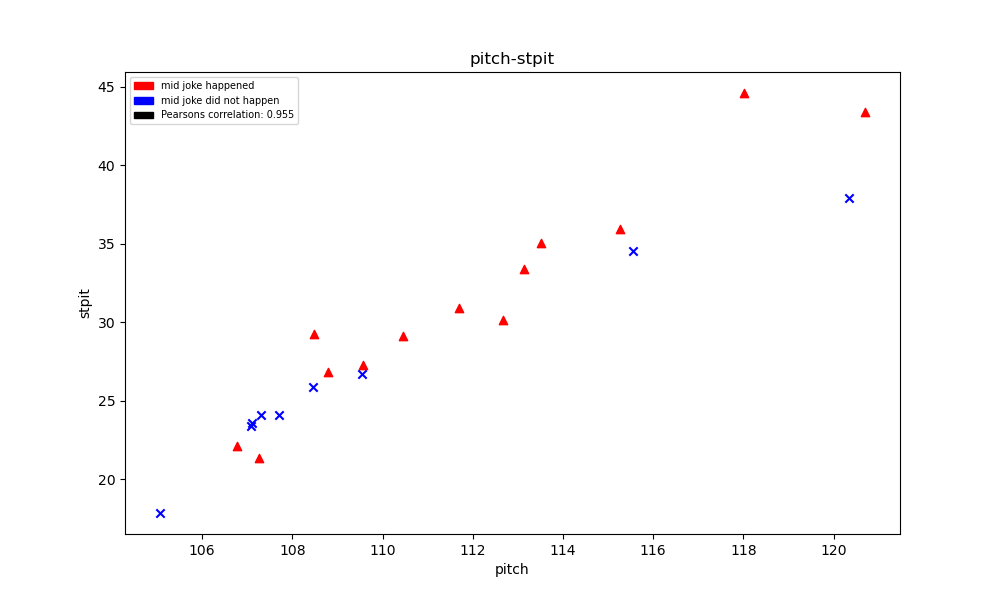 pitch-stpit
mid joke happened
mid joke did not happen
Pearsons correlation: 0.955
45
40
35
30
25
20
stpit
106 108 110 112 114 116 118 120
pitch